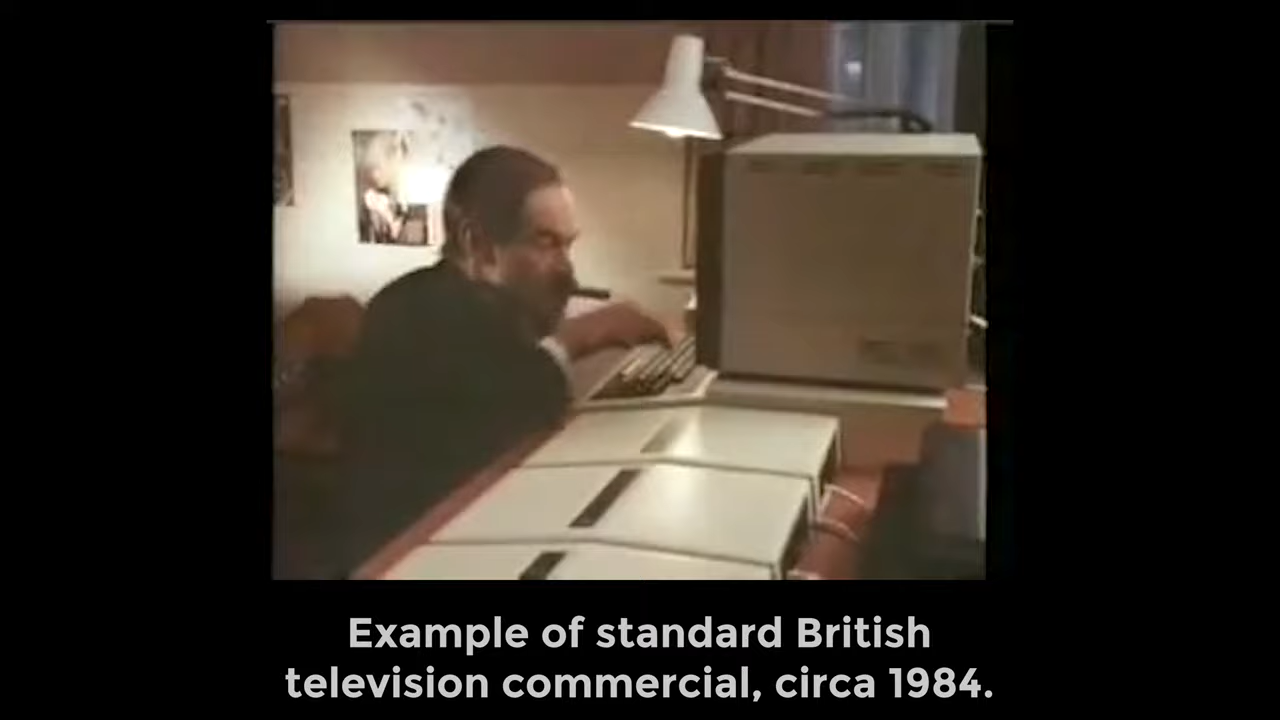 Example of standard British
television commercial, circa 1984.